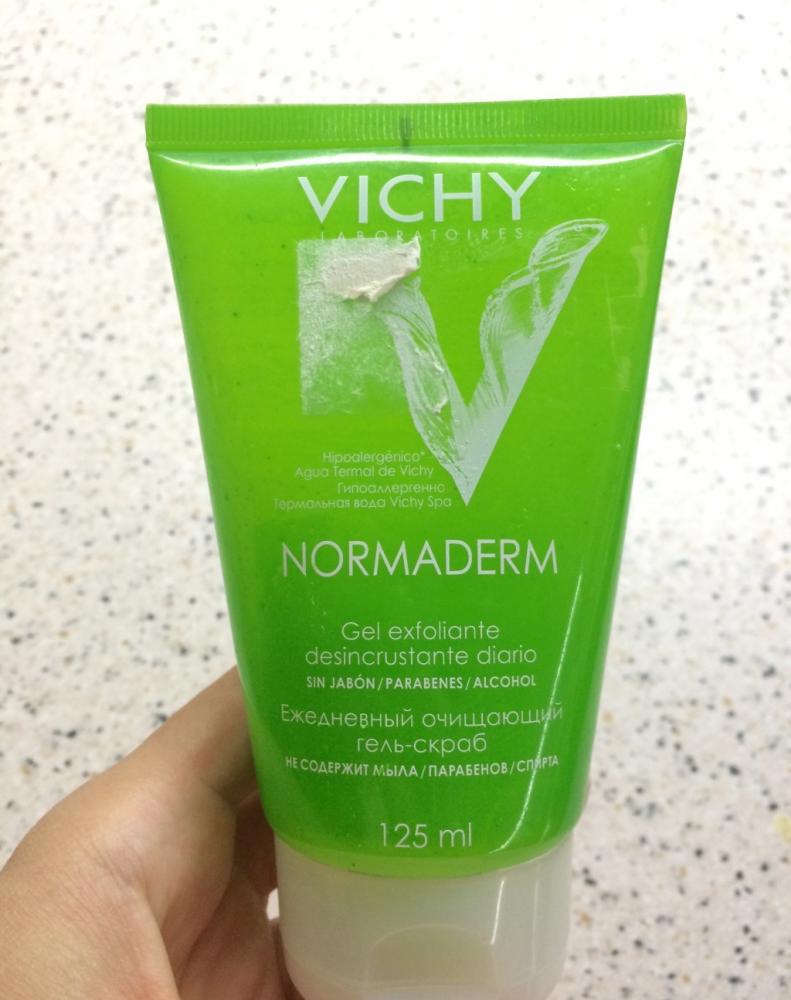 VICHY
LABORATOIRES
Hipoalergénico*
Agua Termal de Vichy
Гипоаллергенно
Термальная вода Vichy Spa
NORMADERM
Gel exfoliante
desincrustante diario
SIN JABÓN/PARABENES/ALCOHOL
Ежедневный очищающий
гель-скраб
НЕ СОДЕРЖИТ МЫЛА/ПАРАБЕНОВ/СПИРТА
125 ml